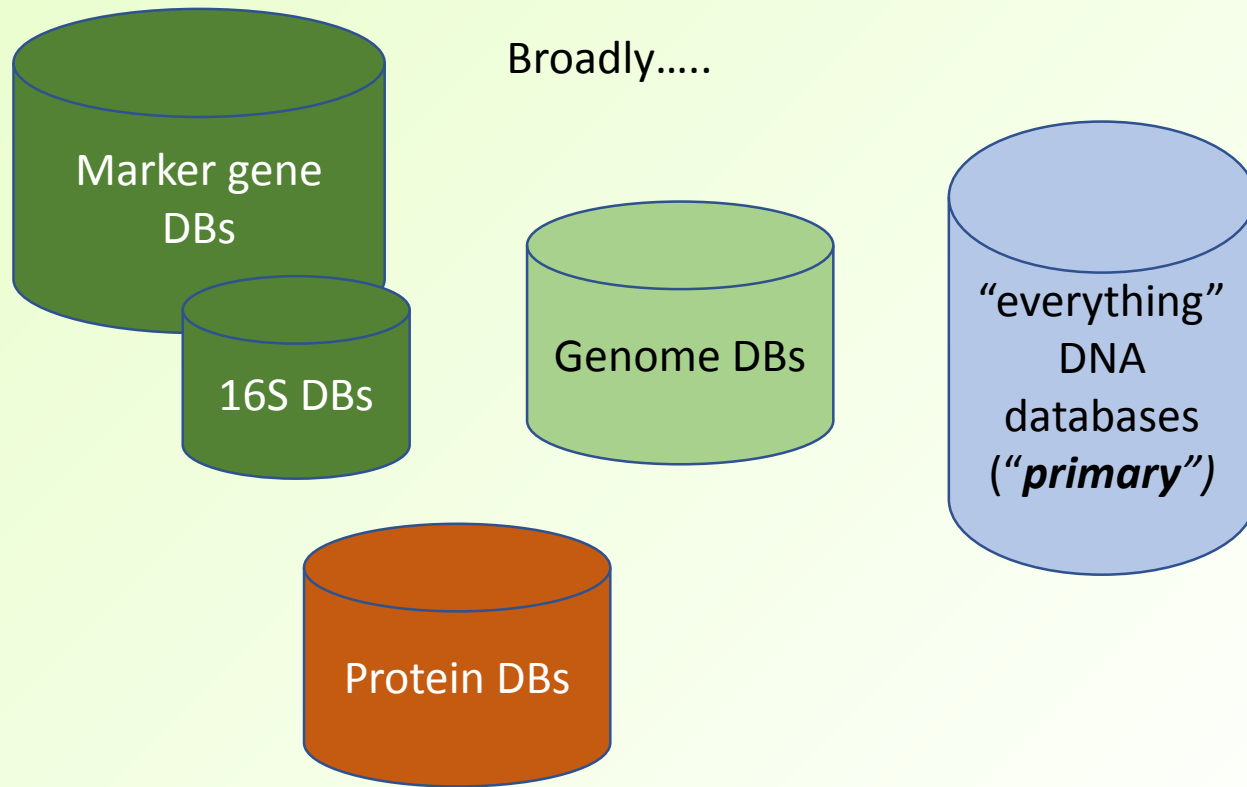 Broadly…..
Marker gene
DBs
16S DBs
Genome DBs
“everything”
DNA
databases
(“primary”)
Protein DBs